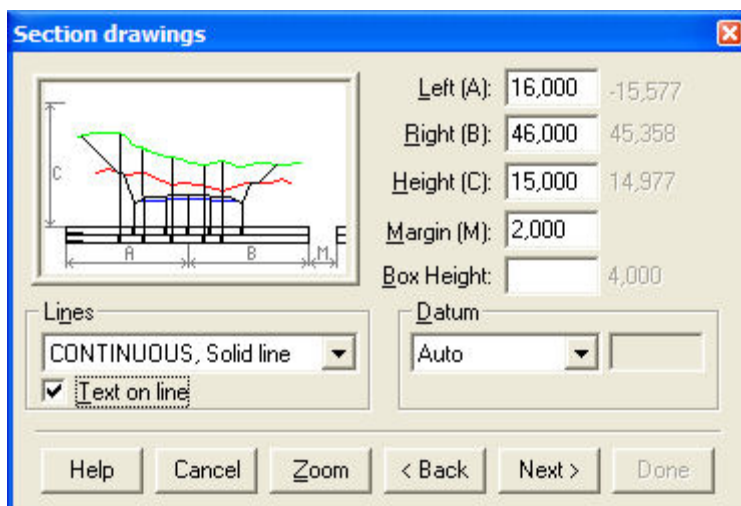 Section drawings
C
A
B
M
Left (A): 16,000 -15,577
Right (B): 46,000 45,358
Height (C): 15,000 14,977
Margin (M): 2,000
Box Height: 4,000
Lines
CONTINUOUS, Solid line
Text on line
Datum
Auto
Help Cancel Zoom < Back Next > Done